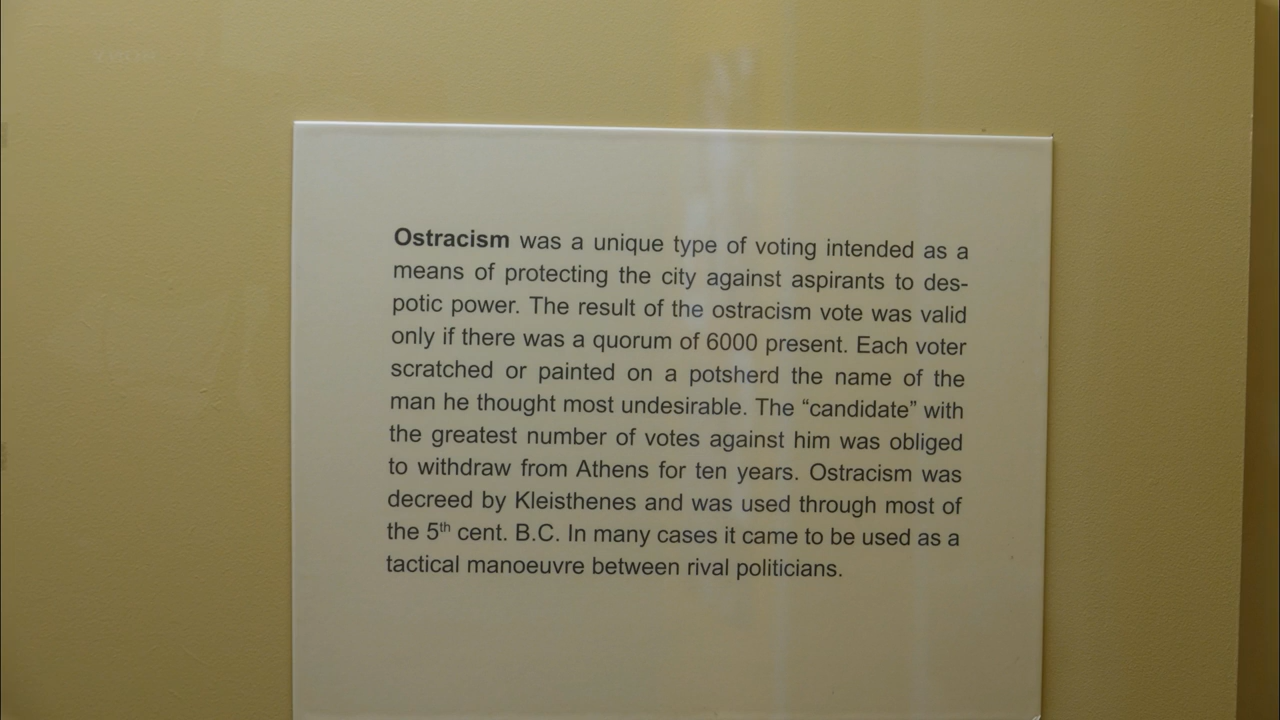 Ostracism was a unique type of voting intended as a
means of protecting the city against aspirants to des-
potic power. The result of the ostracism vote was valid
only if there was a quorum of 6000 present. Each voter
scratched or painted on a potsherd the name of the
man he thought most undesirable. The “candidate” with
the greatest number of votes against him was obliged
to withdraw from Athens for ten years. Ostracism was
decreed by Kleisthenes and was used through most of
the 5th cent. B.C. In many cases it came to be used as a
tactical manoeuvre between rival politicians.